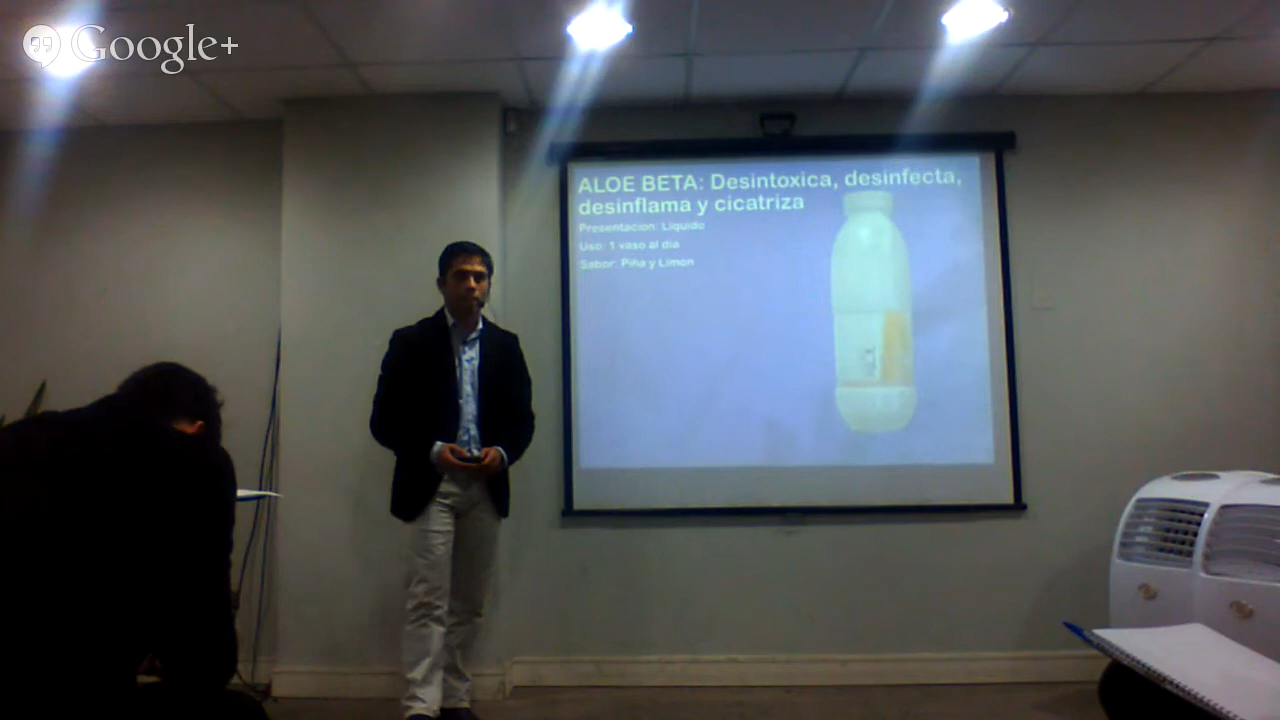 Google+
ALOE BETA: Desintoxica, desinfecta,
desinflama y cicatriza
Presentacion: Liquido
Uso: 1 vaso al dia
Sabor: Piña y Limon